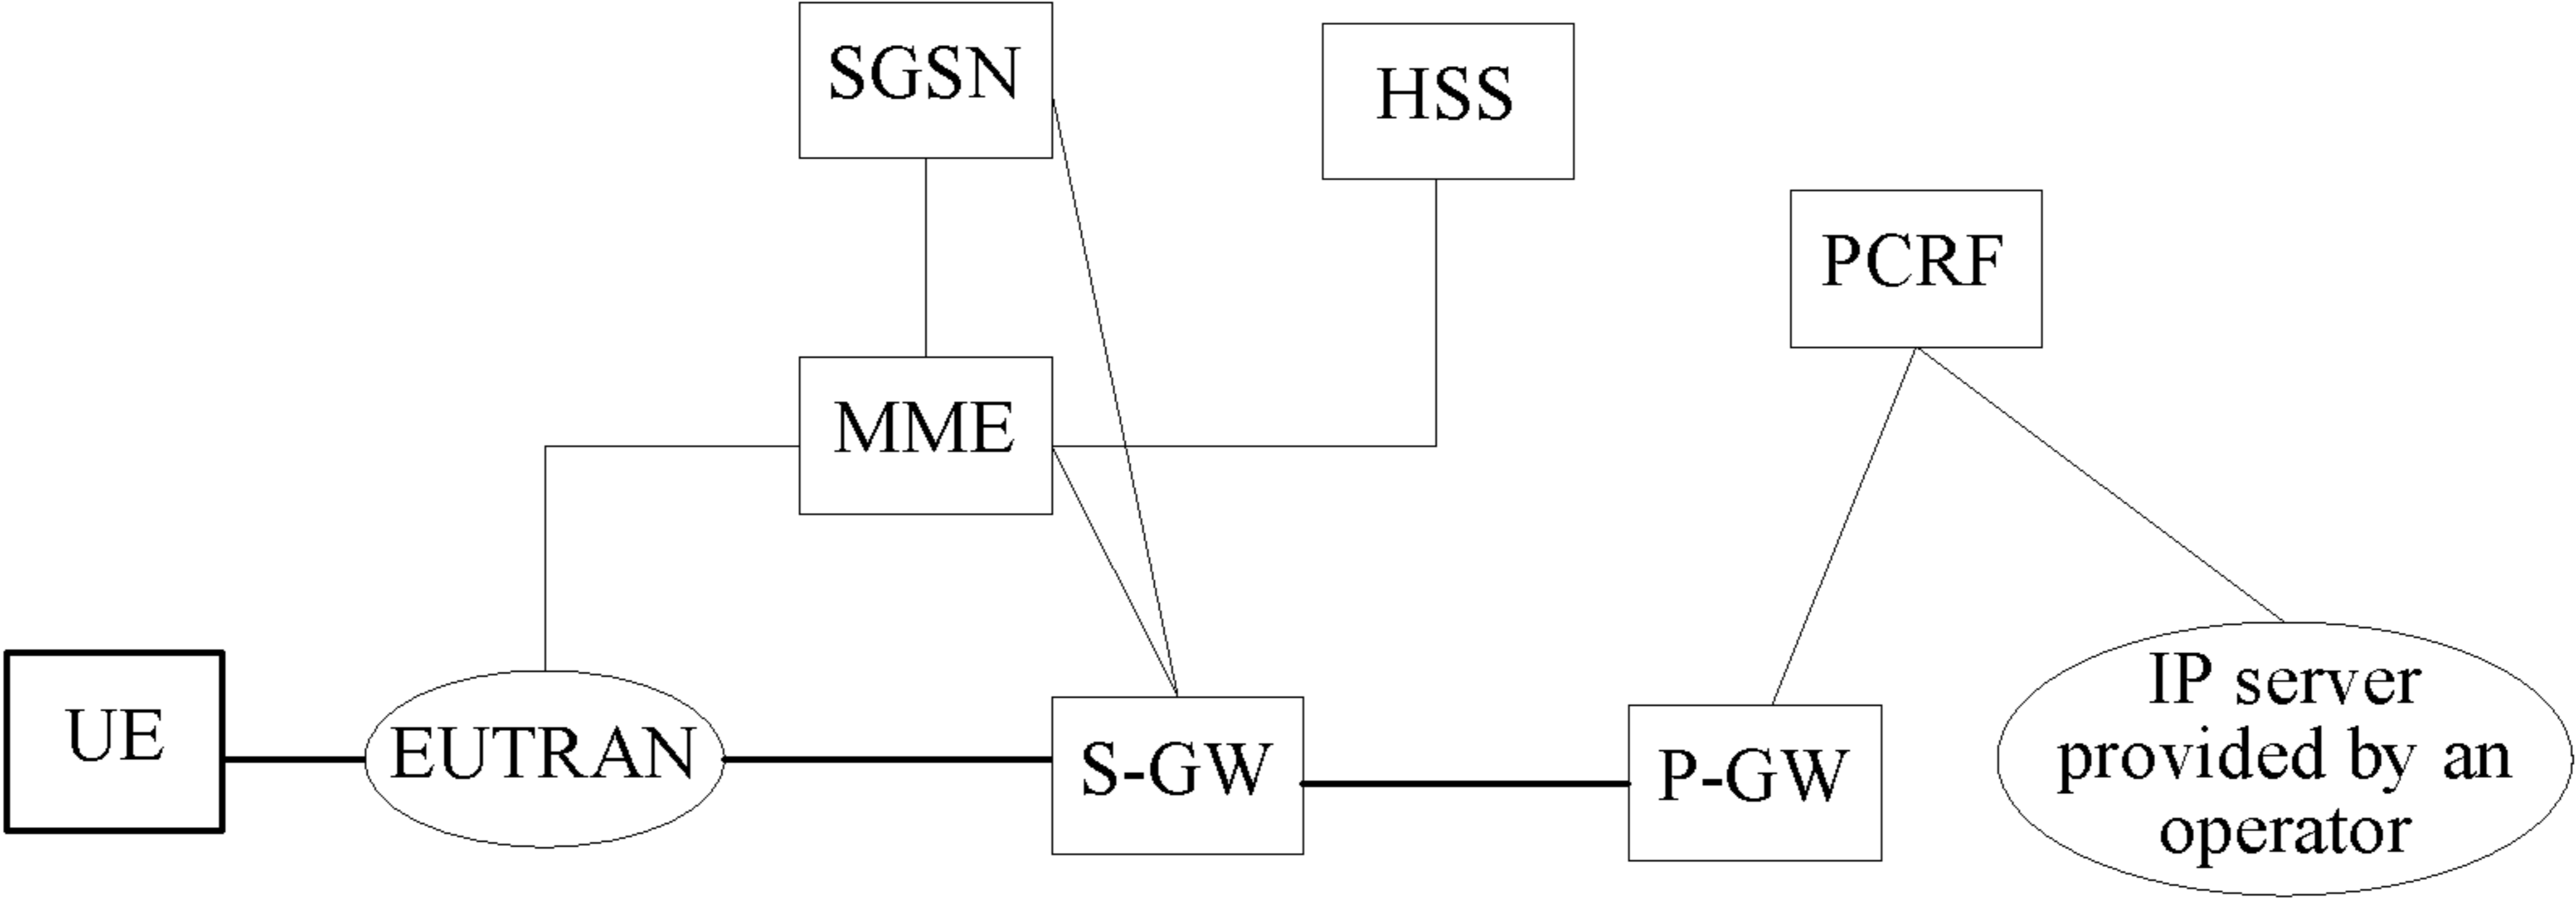 SGSN
HSS
PCRF
MME
UE
EUTRAN
S-GW
P-GW
IP server
provided by an
operator